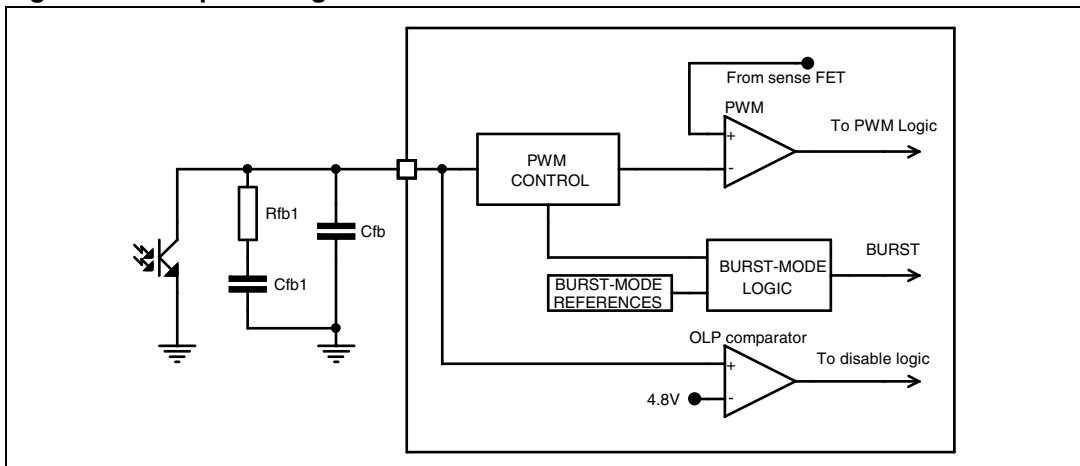 From sense FET
PWM
To PWM Logic
+
-
PWM
CONTROL
Rfb1
Cfb
Cfb1
BURST
BURST-MODE
LOGIC
BURST-MODE
REFERENCES
OLP comparator
To disable logic
+
4.8V
-